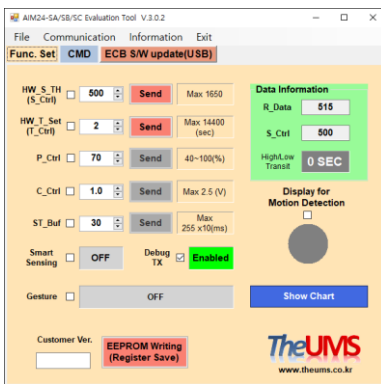 AIM24-SA/SB/SC Evaluation Tool V.3.0.2
File Communication Information Exit
Func. Set CMD ECB S/W update(USB)
HW_S_TH
(S_Ctrl)
500
Send
Max 1650
HW_T_Set
(T_Ctrl)
2
Send
Max 14400
(sec)
P_Ctrl
70
Send
40~100(%)
C_Ctrl
1.0
Send
Max 2.5 (V)
ST_Buf
30
Send
Max
255 x10(ms)
Smart
Sensing
OFF
Debug
TX
Enabled
Gesture
OFF
Customer Ver.
EEPROM Writing
(Register Save)
Data Information
R_Data
515
S_Ctrl
500
High/Low
Transit
0 SEC
Display for
Motion Detection
Show Chart
TheUMS
www.theums.co.kr